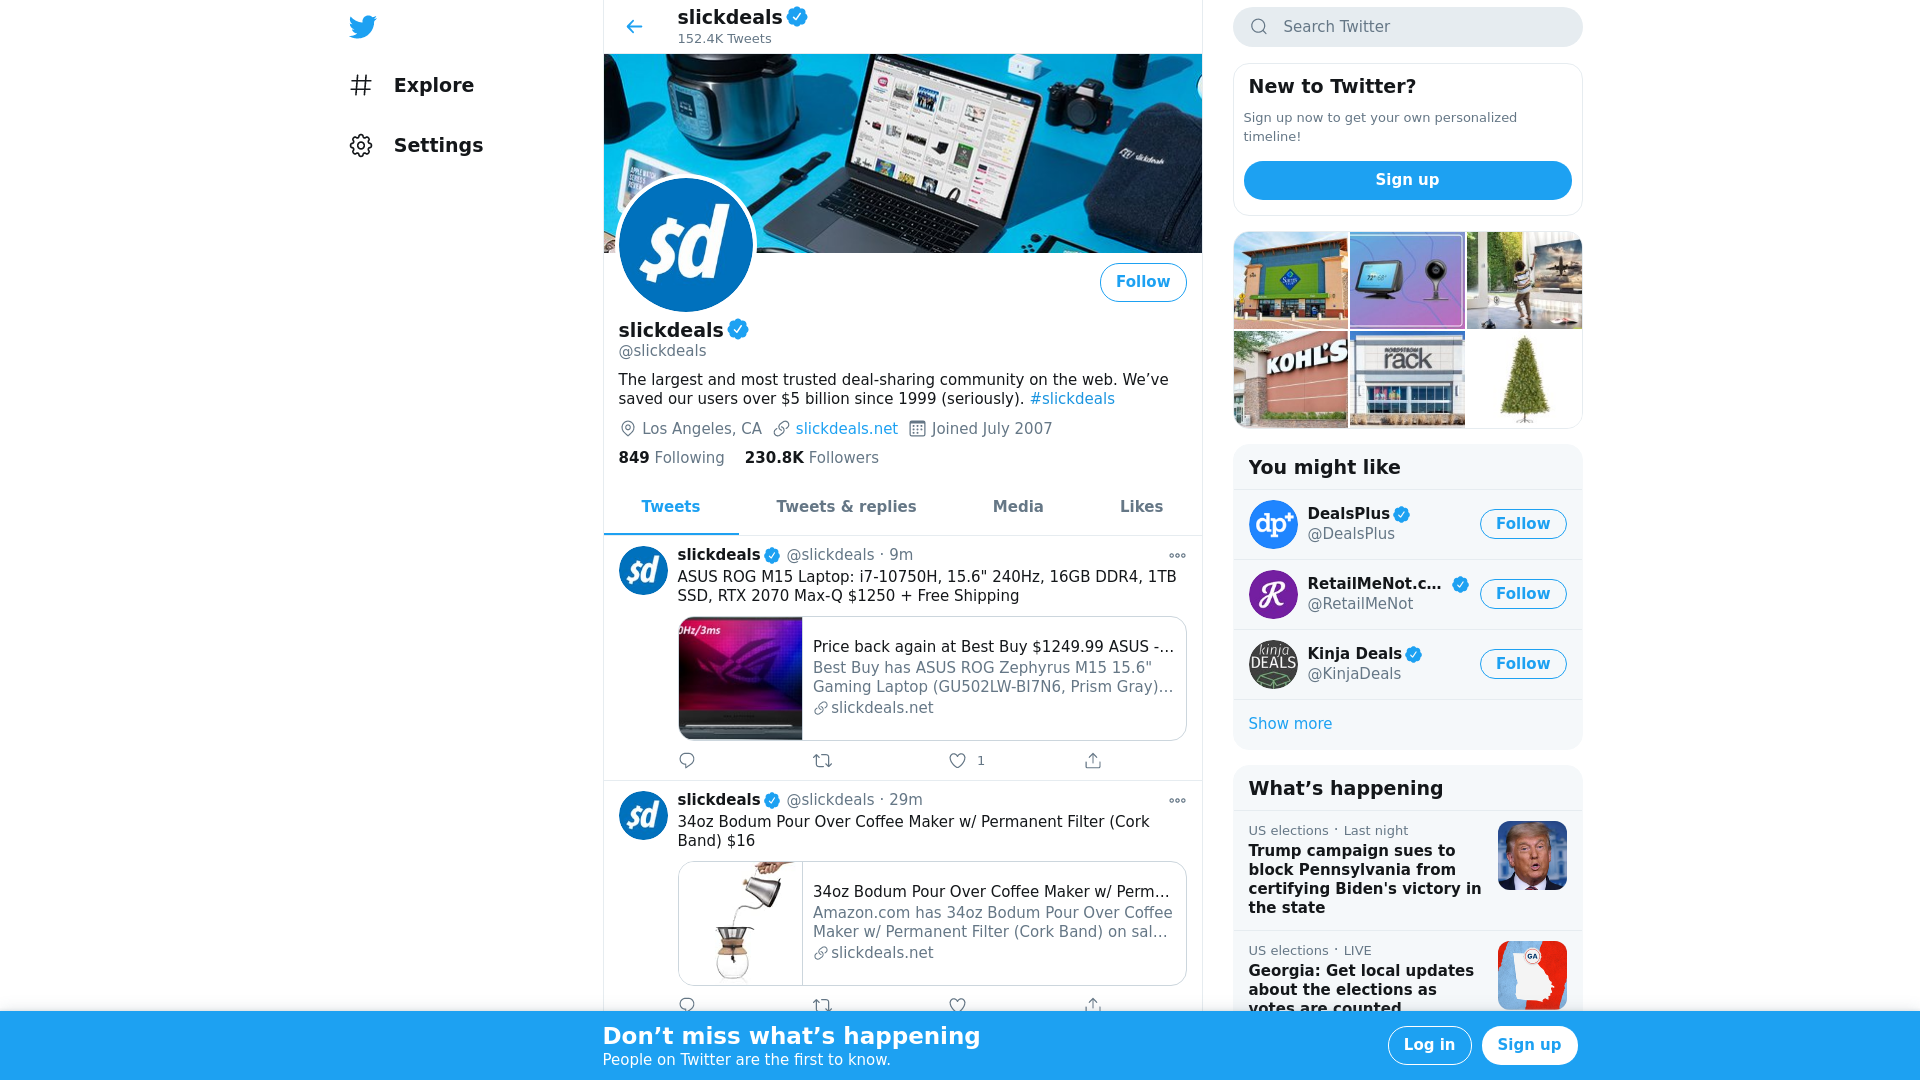 Explore
Settings
slickdeals
152.4K Tweets
slickdeals
$d
Follow
slickdeals
@slickdeals
The largest and most trusted deal-sharing community on the web. We’ve
saved our users over $5 billion since 1999 (seriously). #slickdeals
Los Angeles, CA slickdeals.net Joined July 2007
849 Following 230.8K Followers
Tweets Tweets & replies Media Likes
$d
slickdeals @slickdeals · 9m
ASUS ROG M15 Laptop: i7-10750H, 15.6" 240Hz, 16GB DDR4, 1TB
SSD, RTX 2070 Max-Q $1250 + Free Shipping
0Hz/3ms
Price back again at Best Buy $1249.99 ASUS -...
Best Buy has ASUS ROG Zephyrus M15 15.6"
Gaming Laptop (GU502LW-BI7N6, Prism Gray)...
slickdeals.net
1
$d
slickdeals @slickdeals · 29m
34oz Bodum Pour Over Coffee Maker w/ Permanent Filter (Cork
Band) $16
34oz Bodum Pour Over Coffee Maker w/ Perm...
Amazon.com has 34oz Bodum Pour Over Coffee
Maker w/ Permanent Filter (Cork Band) on sal...
slickdeals.net
Search Twitter
New to Twitter?
Sign up now to get your own personalized
timeline!
Sign up
KOHL'S
NORDSTROM
rack
You might like
dp+
DealsPlus
@DealsPlus
Follow
R
RetailMeNot.c...
@RetailMeNot
Follow
kinja
DEALS
Kinja Deals
@KinjaDeals
Follow
Show more
What’s happening
US elections · Last night
Trump campaign sues to
block Pennsylvania from
certifying Biden's victory in
the state
US elections · LIVE
Georgia: Get local updates
about the elections as
votes are counted
GA
Don’t miss what’s happening
People on Twitter are the first to know.
Log in
Sign up